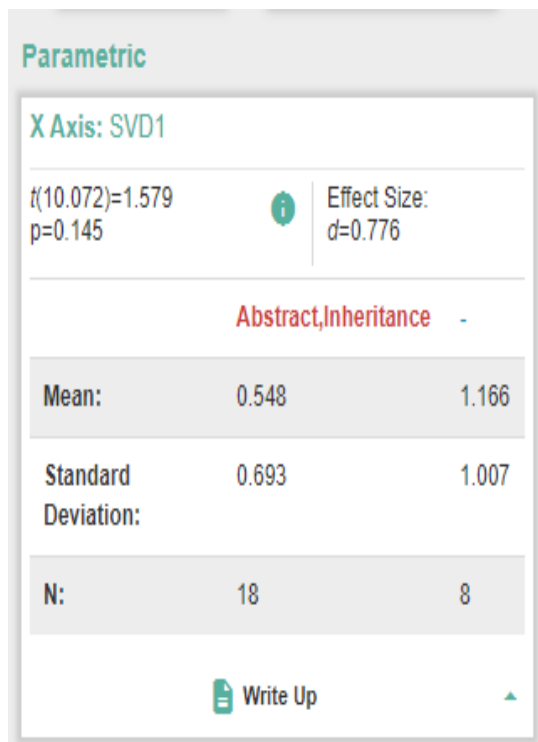 Parametric
X Axis: SVD1
t(10.072)=1.579
p=0.145
Effect Size:
d=0.776
Abstract,Inheritance -
Mean: 0.548 1.166
Standard Deviation: 0.693 1.007
N: 18 8
Write Up